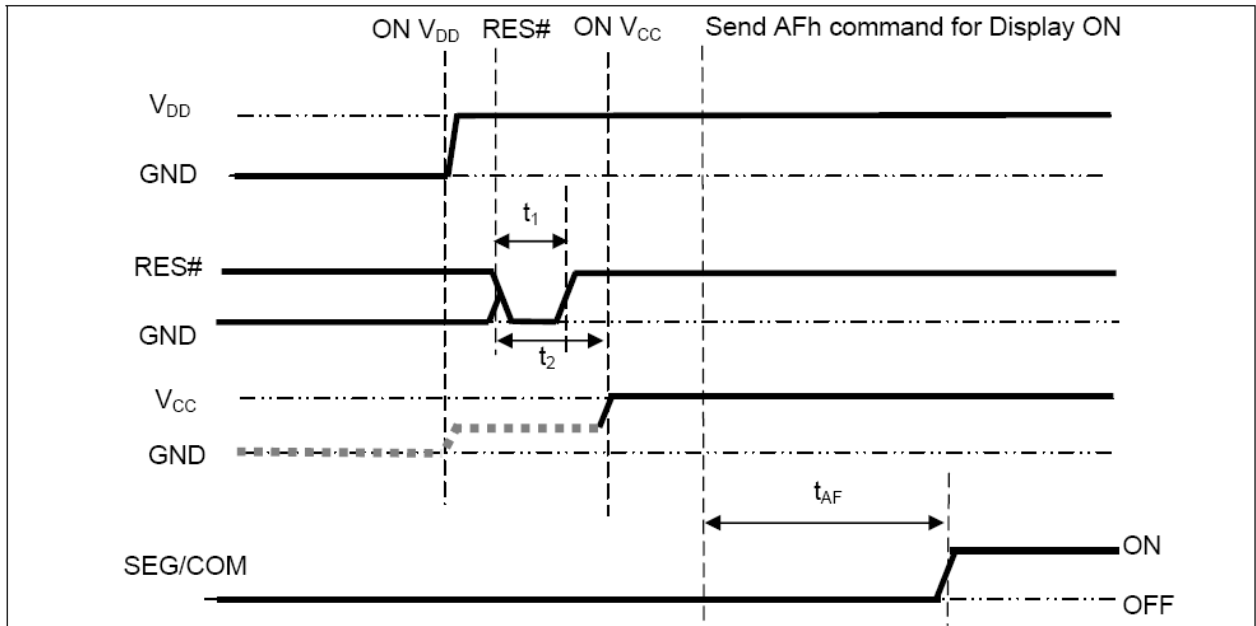 ON VDD RES# ON VCC Send AFh command for Display ON
VDD
GND
t1
RES#
GND
t2
VCC
GND
tAF
SEG/COM
ON
OFF